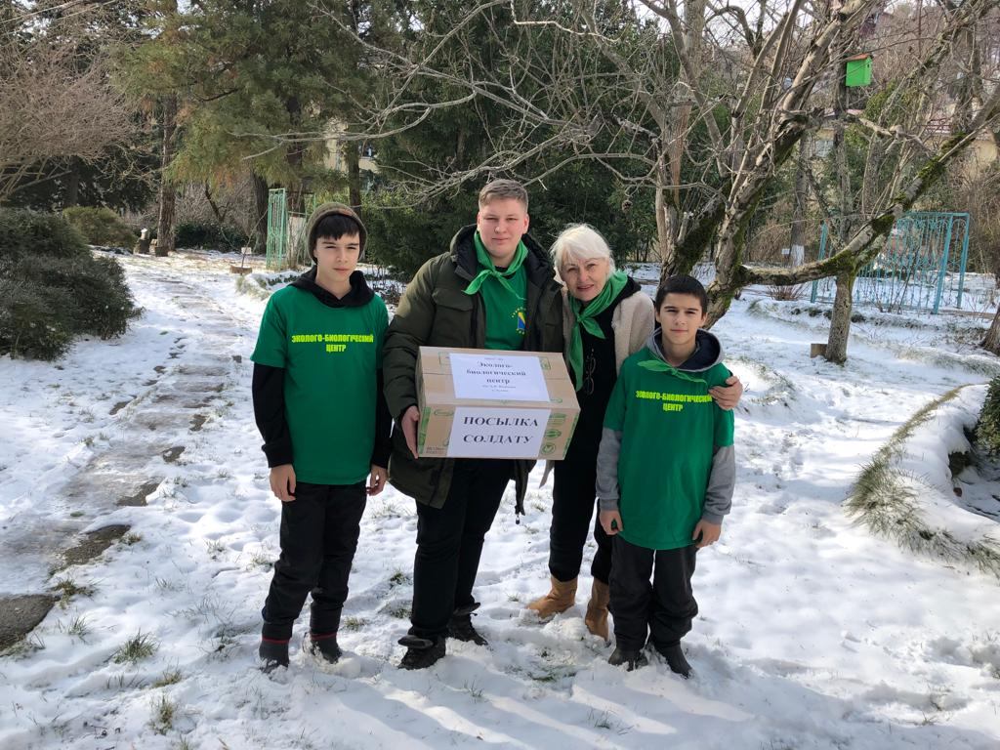 ЭКОЛОГО-БИОЛОГИЧЕСКИЙ
ЦЕНТР
Эколого-
биологический
центр
ПОСЫЛКА
СОЛДАТУ
ЭКОЛОГО-БИОЛОГИЧЕСКИЙ
ЦЕНТР